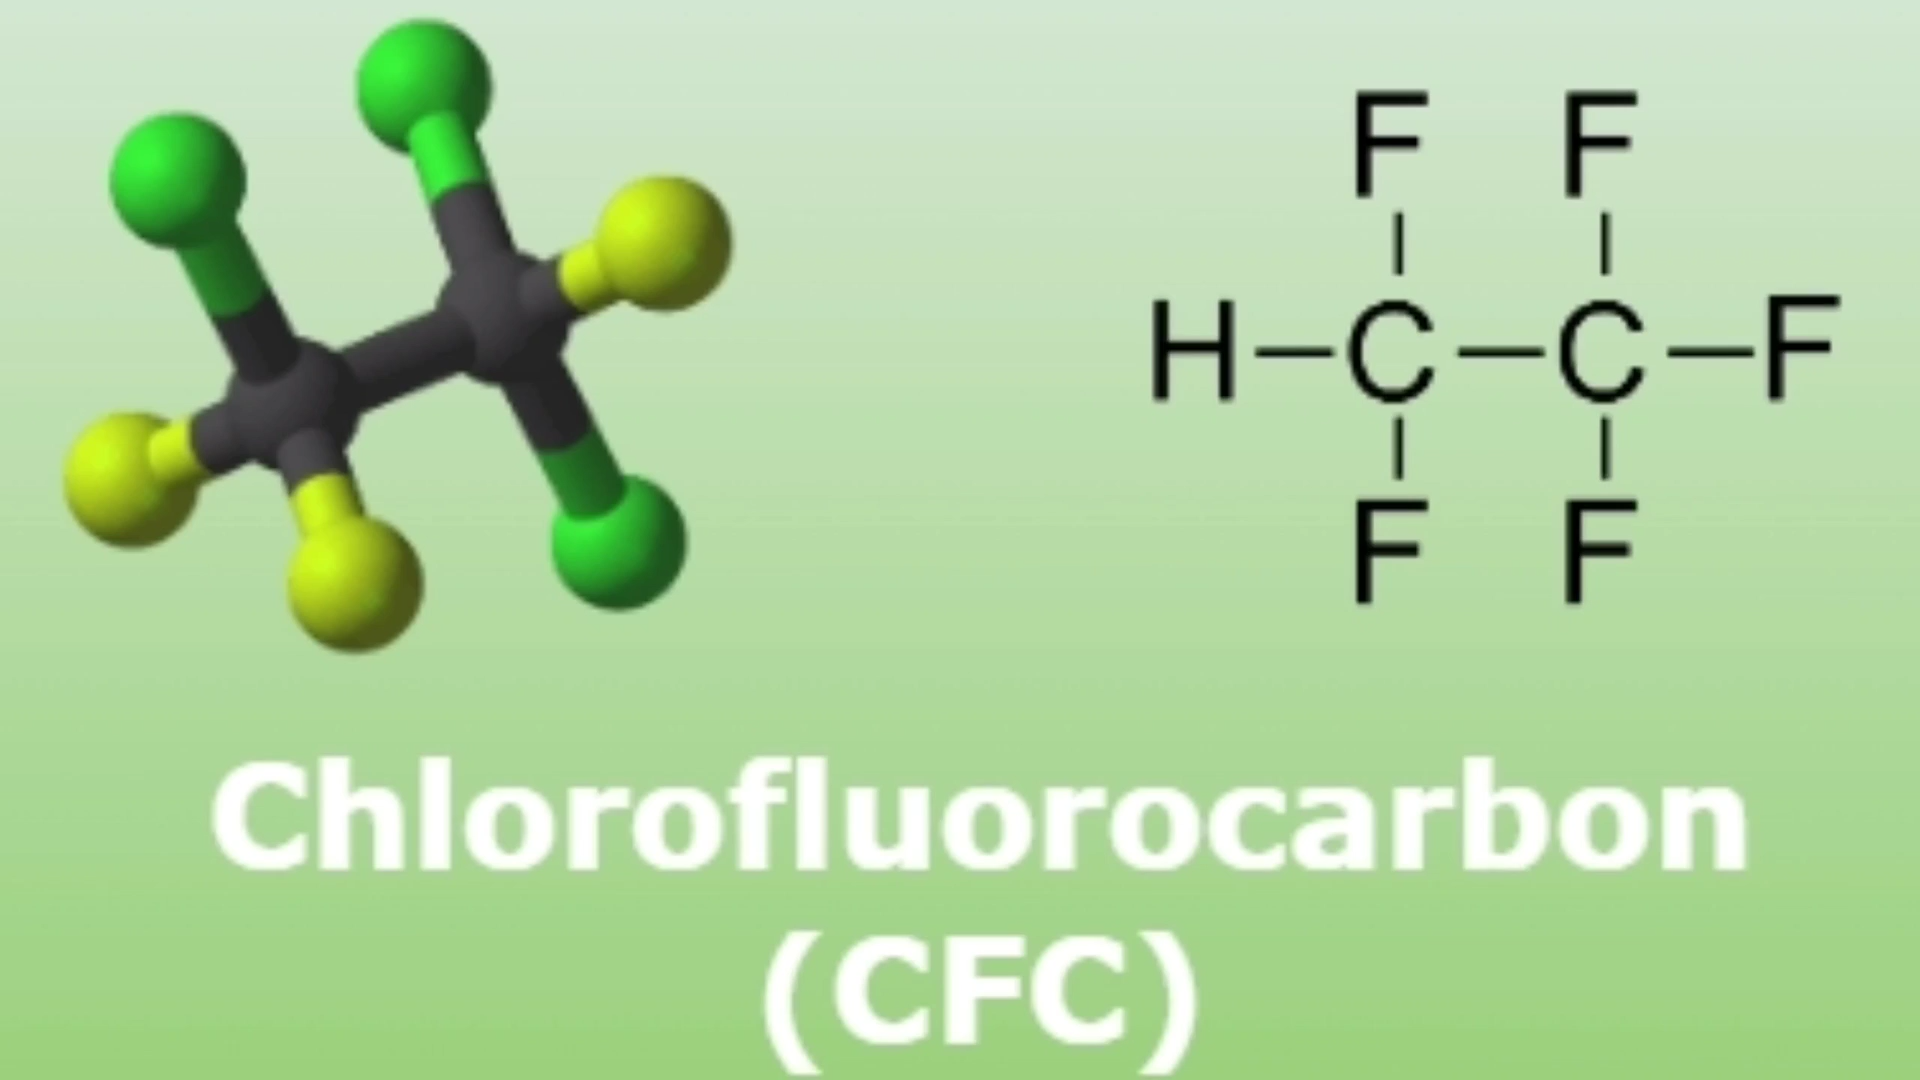 F F
H–C–C–F
F F
Chlorofluorocarbon
(CFC)